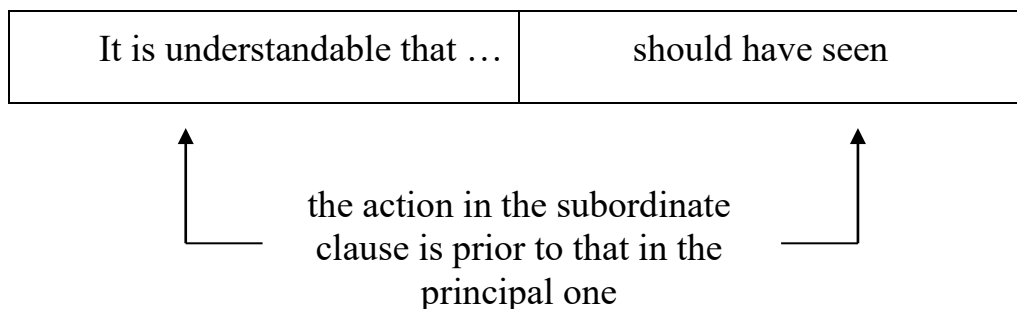 It is understandable that … should have seen
the action in the subordinate
clause is prior to that in the
principal one